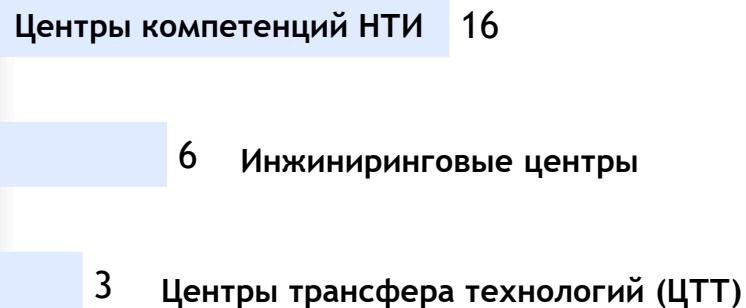 Центры компетенций НТИ 16
6 Инжиниринговые центры
3 Центры трансфера технологий (ЦТТ)